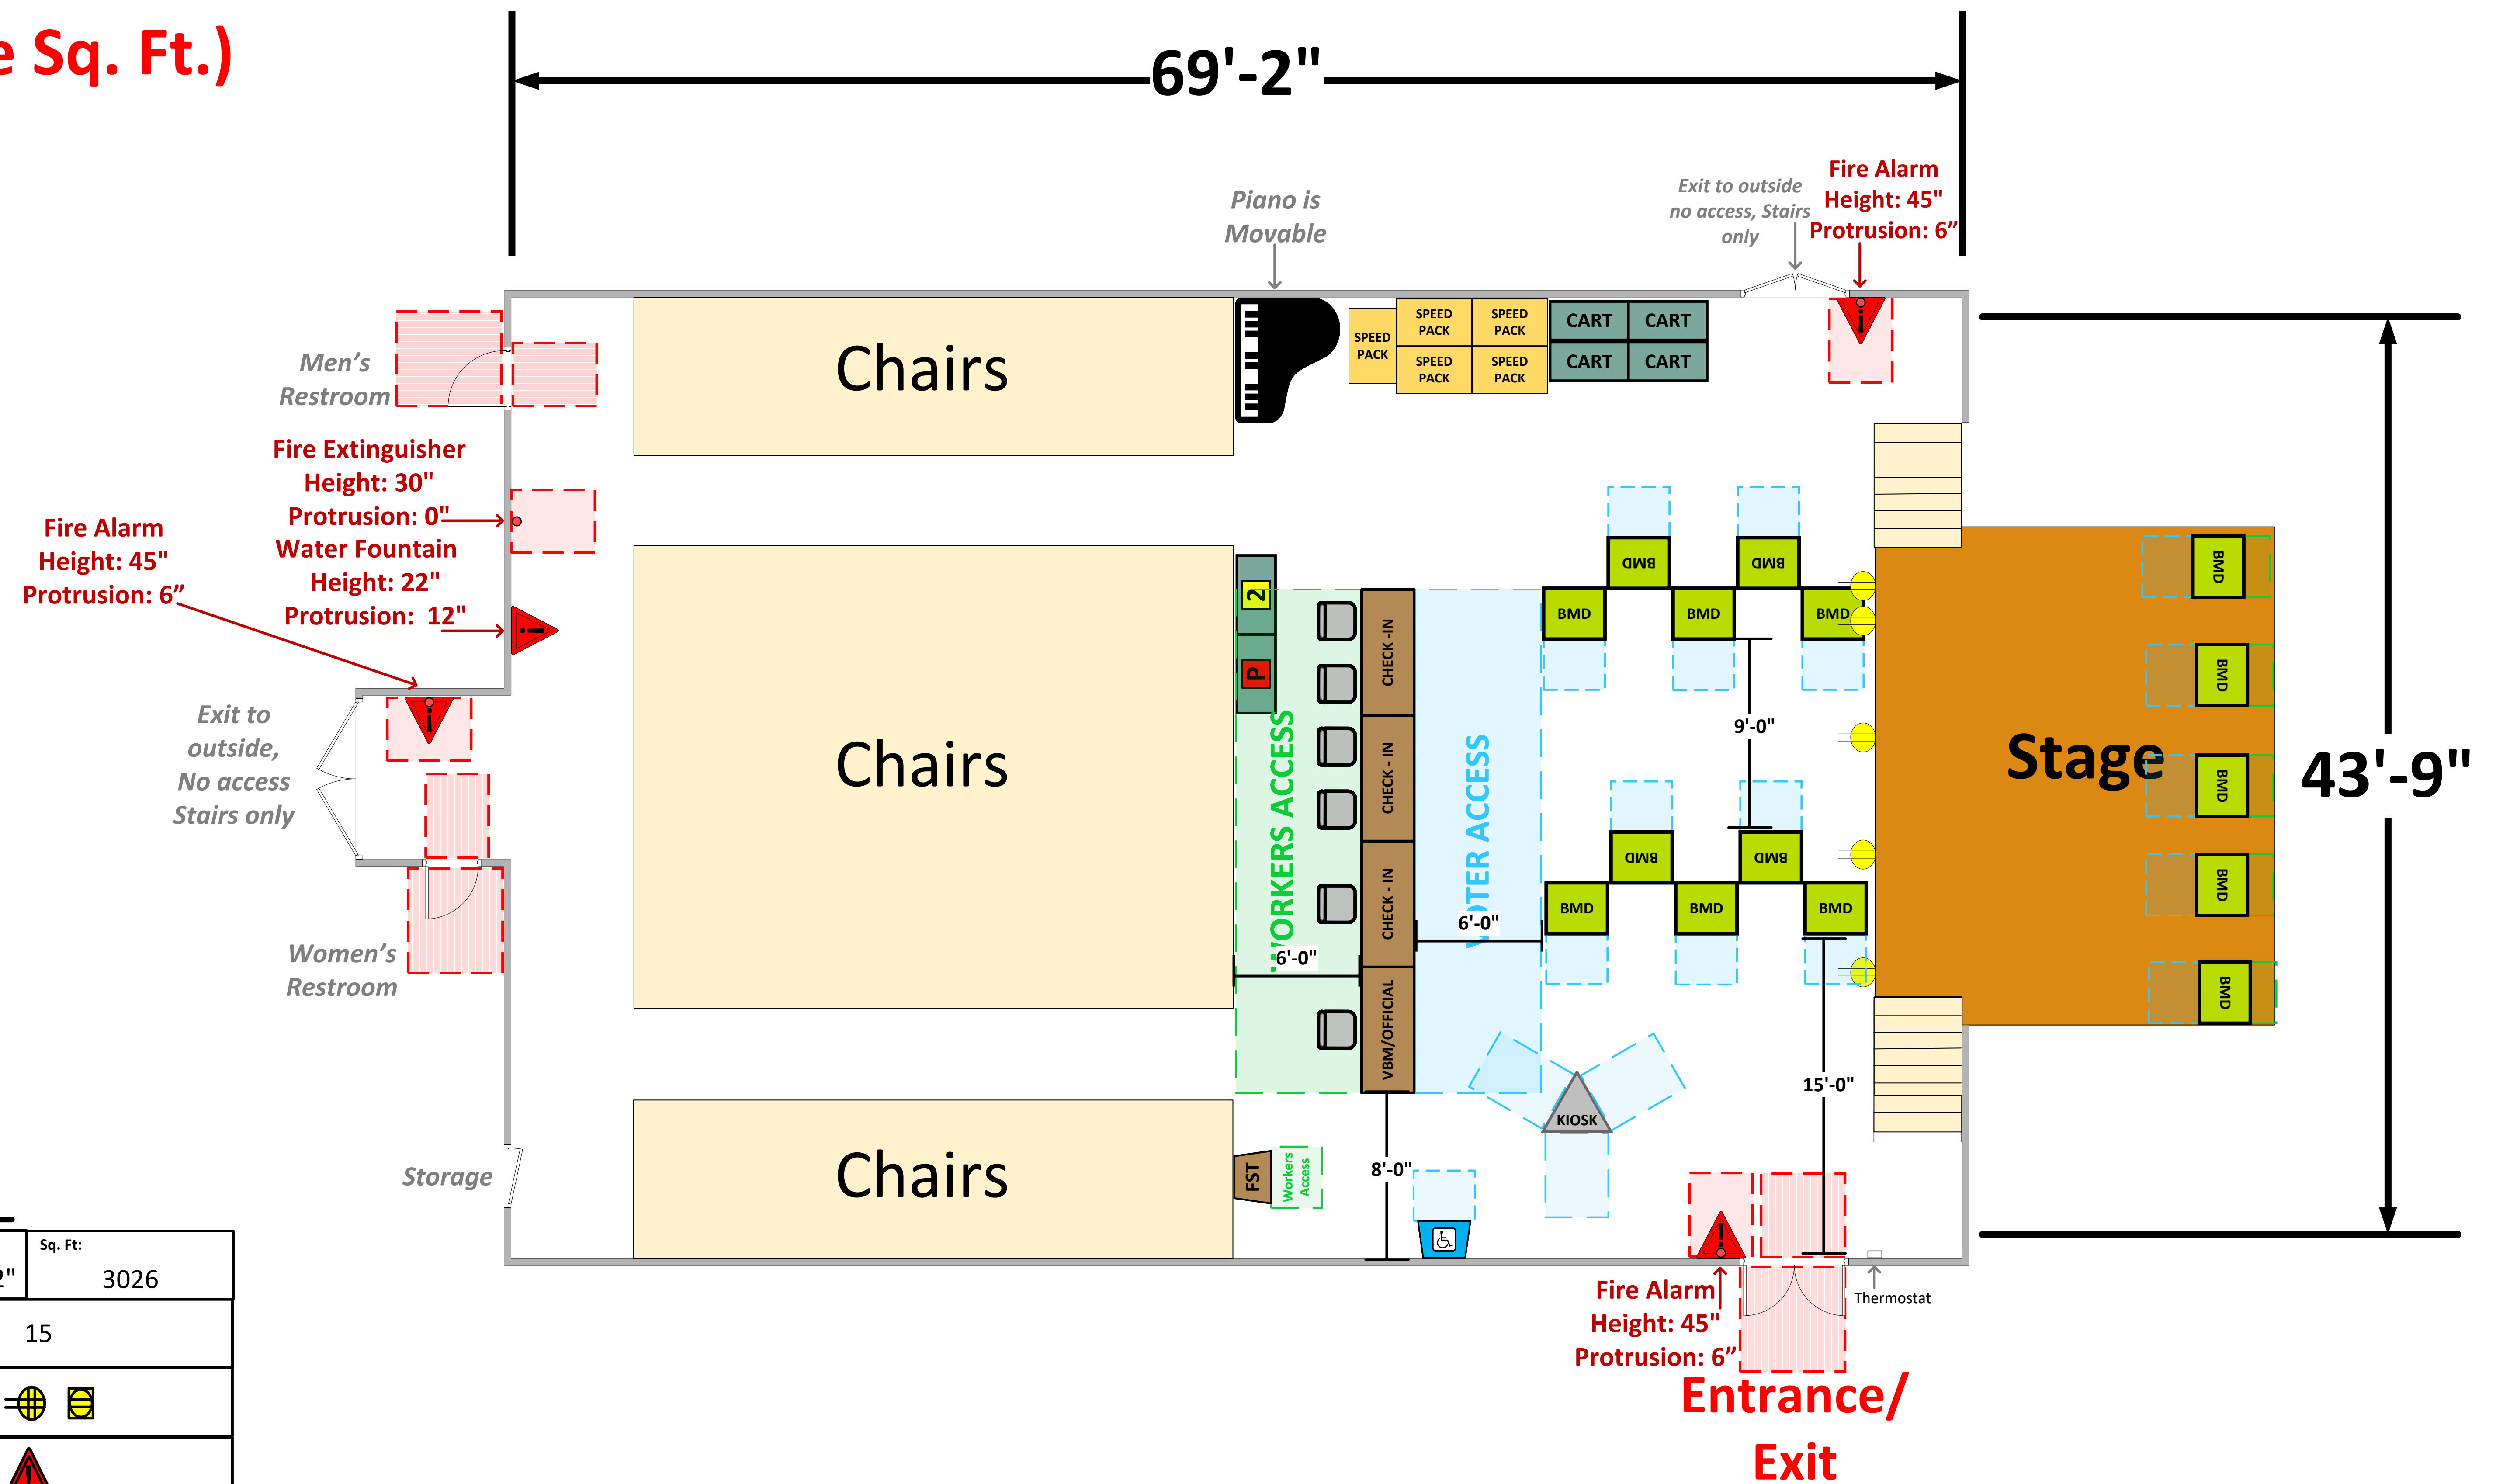 e Sq. Ft.)
69'-2"
Piano is
Movable
Exit to outside
no access, Stairs
only
Fire Alarm
Height: 45"
Protrusion: 6”
Men’s
Restroom
Chairs
SPEED
PACK
SPEED
PACK
SPEED
PACK
SPEED
PACK
SPEED
PACK
CART
CART
CART
CART
Fire Extinguisher
Height: 30"
Protrusion: 0"
Water Fountain
Height: 22"
Protrusion: 12"
Fire Alarm
Height: 45"
Protrusion: 6”
Exit to
outside,
No access
Stairs only
Women’s
Restroom
Storage
Chairs
2
P
WORKERS ACCESS
6'-0"
CHECK -IN
CHECK - IN
CHECK - IN
VBM/OFFICIAL
VOTER ACCESS
6'-0"
BMD
BMD
BMD
BMD
BMD
9'-0"
BMD
BMD
BMD
BMD
BMD
15'-0"
Stage
BMD
BMD
BMD
BMD
BMD
43'-9"
Chairs
FST
Workers
Access
8'-0"
KIOSK
Fire Alarm
Height: 45"
Protrusion: 6”
Thermostat
Entrance/
Exit
2"
Sq. Ft:
3026
15